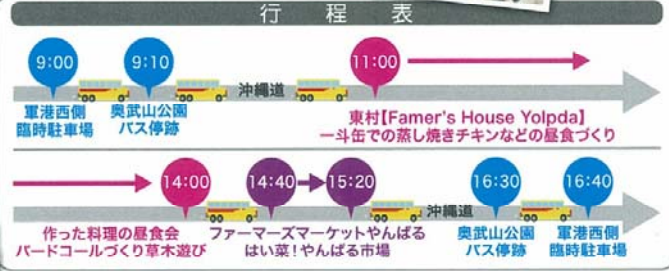 行程表
9:00
9:10
11:00
沖縄道
軍港西側
臨時駐車場
奥武山公園
バス停跡
東村【Famer's House Yolpda】
一斗缶での蒸し焼きチキンなどの昼食づくり
14:00
14:40
15:20
16:30
16:40
沖縄道
作った料理の昼食会
バードコールづくり草木遊び
ファーマーズマーケットやんばる
はい菜!やんばる市場
奥武山公園
バス停跡
軍港西側
臨時駐車場